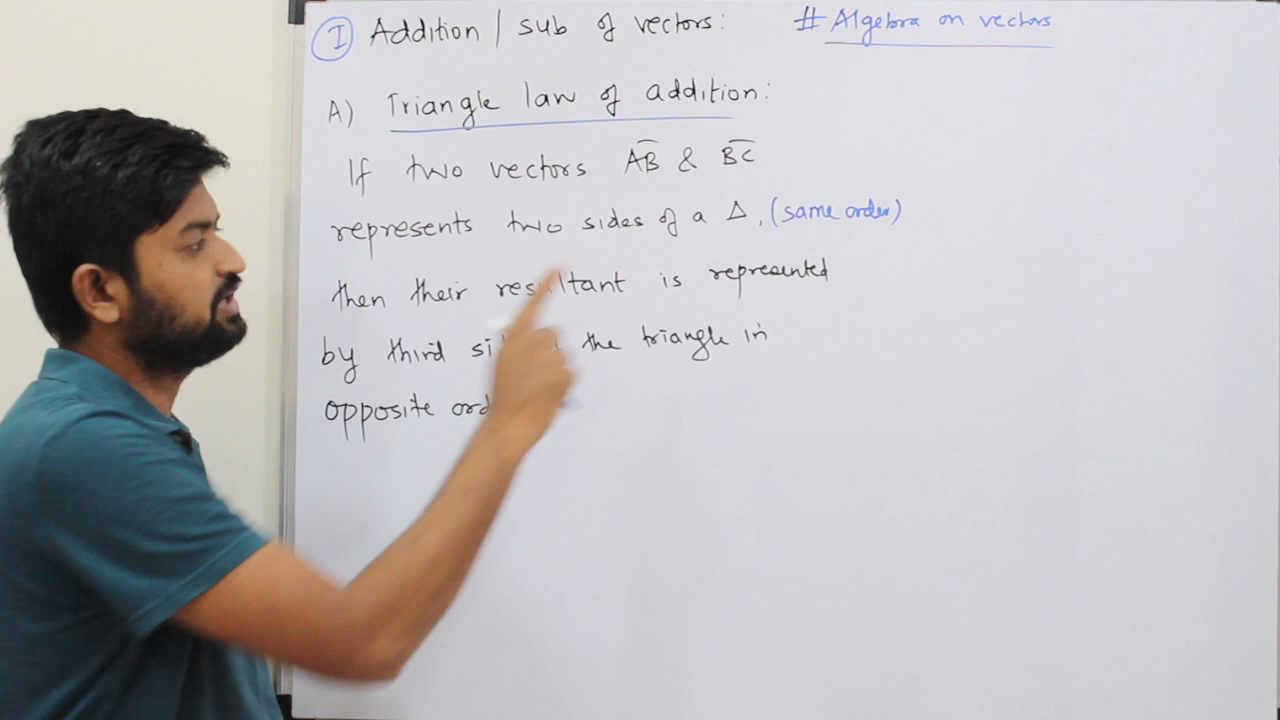 I Addition / sub of vectors: # Algebra on vectors
A) Triangle law of addition:
If two vectors AB & BC
represents two sides of a Δ, (same order)
then their resultant is represented
by third the triangle in
opposite